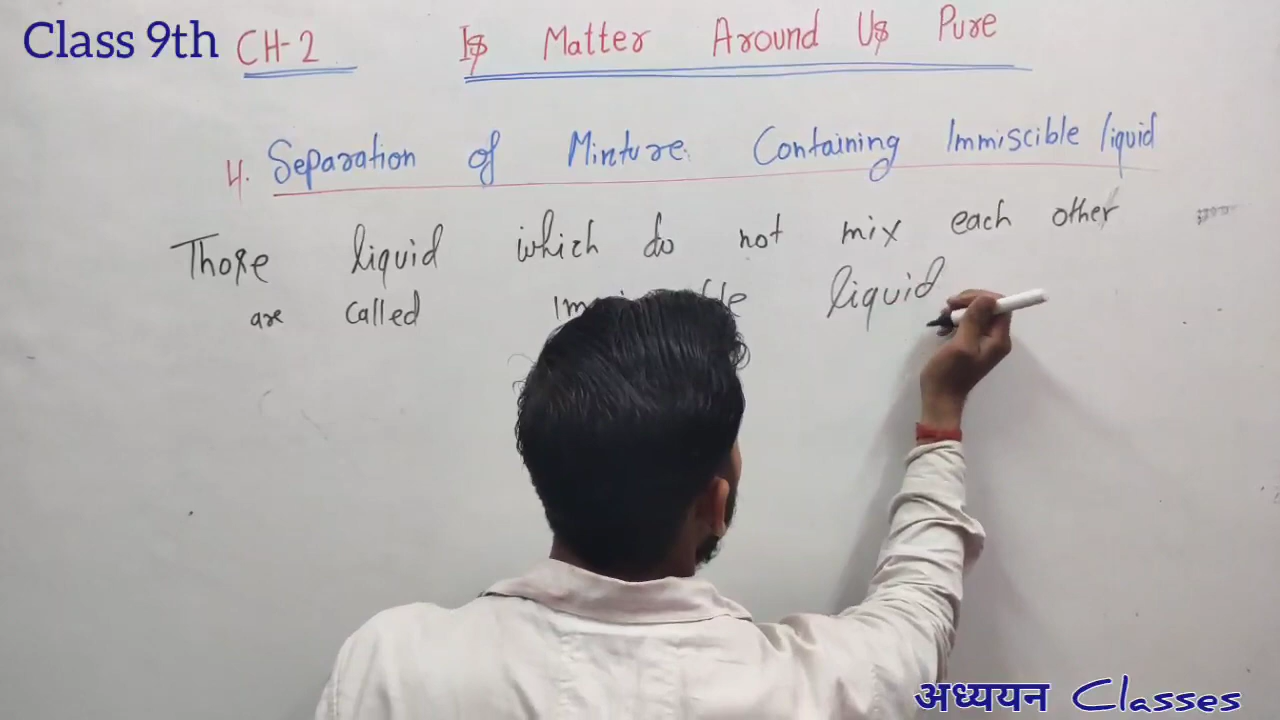 Class 9th CH-2 Is Matter Around Us Pure
4. Separation of Minture Containing Immiscible liquid
Those liquid which do not mix each other
are called liquid
अध्ययन Classes